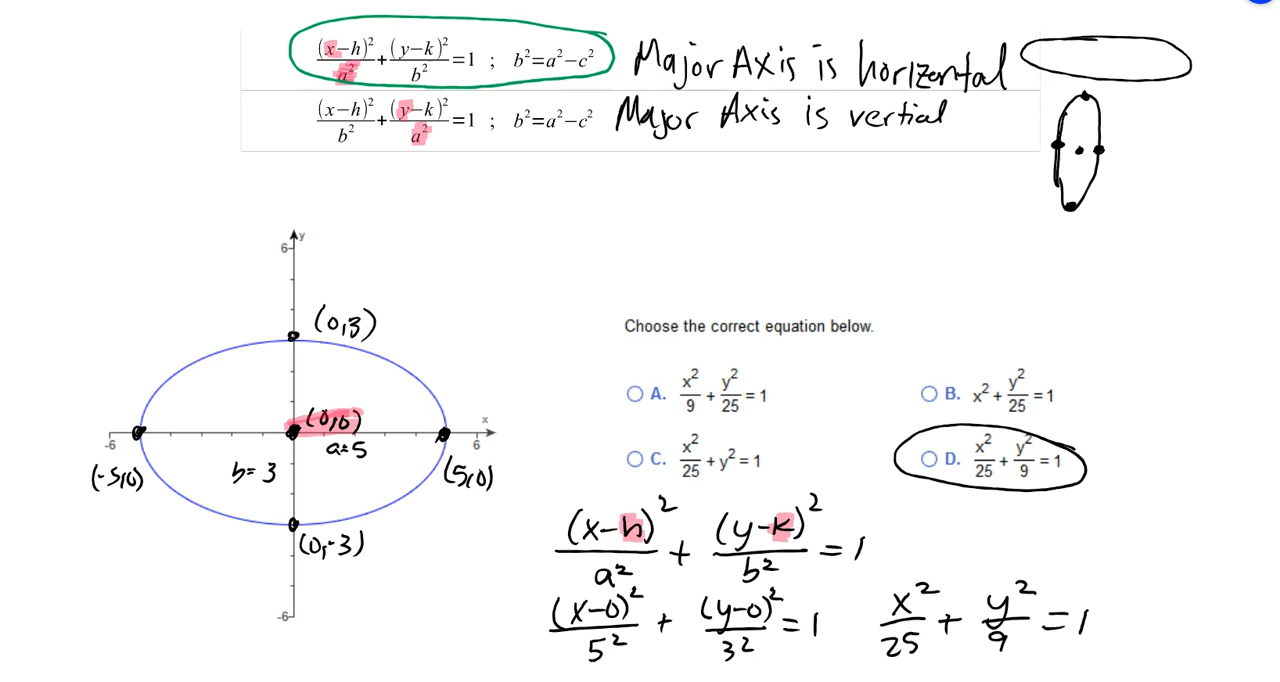 (x−h)²/a² + (y−k)²/b² = 1 ; b²=a²−c² Major Axis is horizental
(x−h)²/b² + (y−k)²/a² = 1 ; b²=a²−c² Major Axis is vertial
y
6
(0,3)
Choose the correct equation below.
A. x²/9 + y²/25 = 1
B. x² + y²/25 = 1
(0,0)
x
-6
6
a=5
C. x²/25 + y² = 1
D. x²/25 + y²/9 = 1
(-5,0)
b=3
(5,0)
(0,-3)
(x-h)²/a² + (y-k)²/b² = 1
(x-0)²/5² + (y-0)²/3² = 1
x²/25 + y²/9 = 1
-6